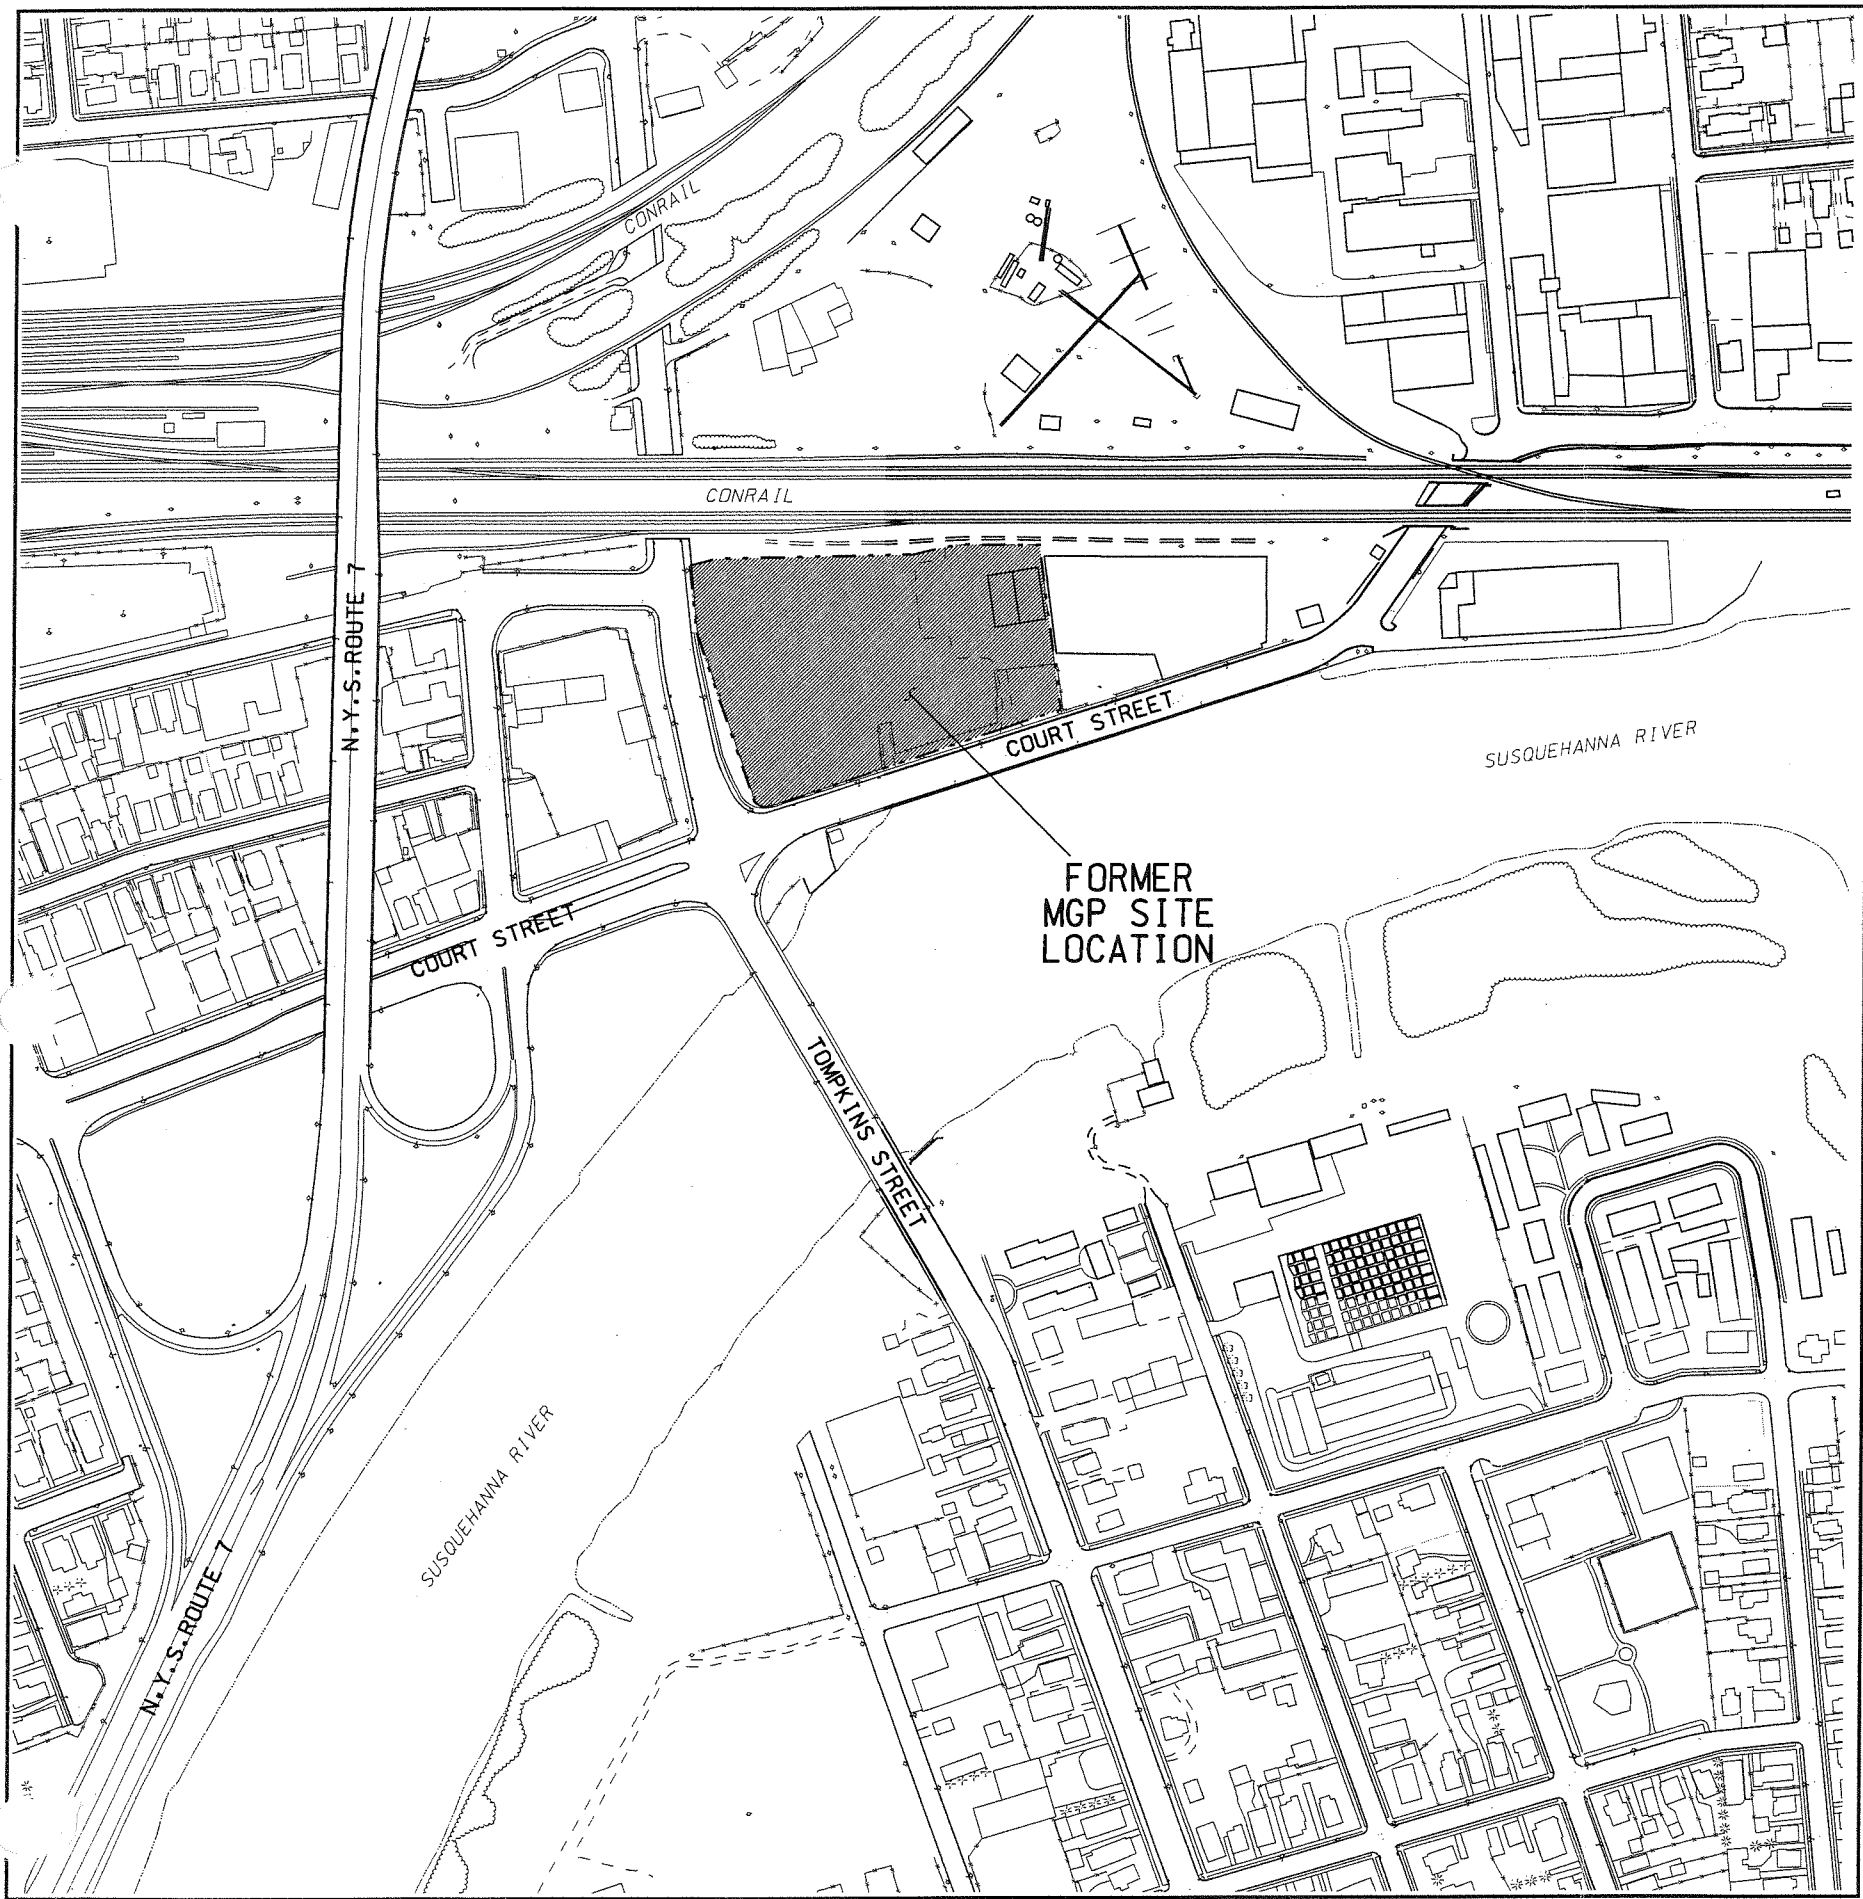 CONRAIL
CONRAIL
N.Y.S. ROUTE 7
COURT STREET
SUSQUEHANNA RIVER
FORMER
MGP SITE
LOCATION
COURT STREET
TOMPKINS STREET
SUSQUEHANNA RIVER
N.Y.S. ROUTE 7